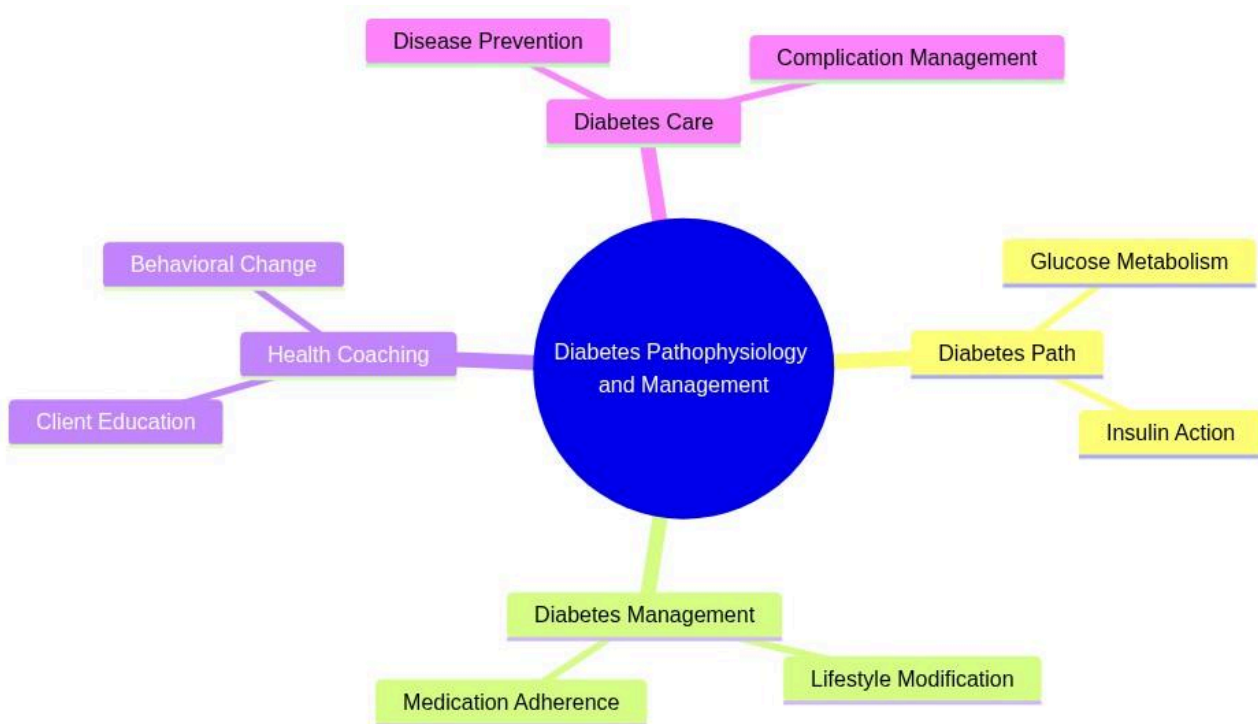 Disease Prevention
Complication Management
Diabetes Care
Behavioral Change
Glucose Metabolism
Health Coaching
Diabetes Pathophysiology
and Management
Diabetes Path
Client Education
Insulin Action
Diabetes Management
Lifestyle Modification
Medication Adherence